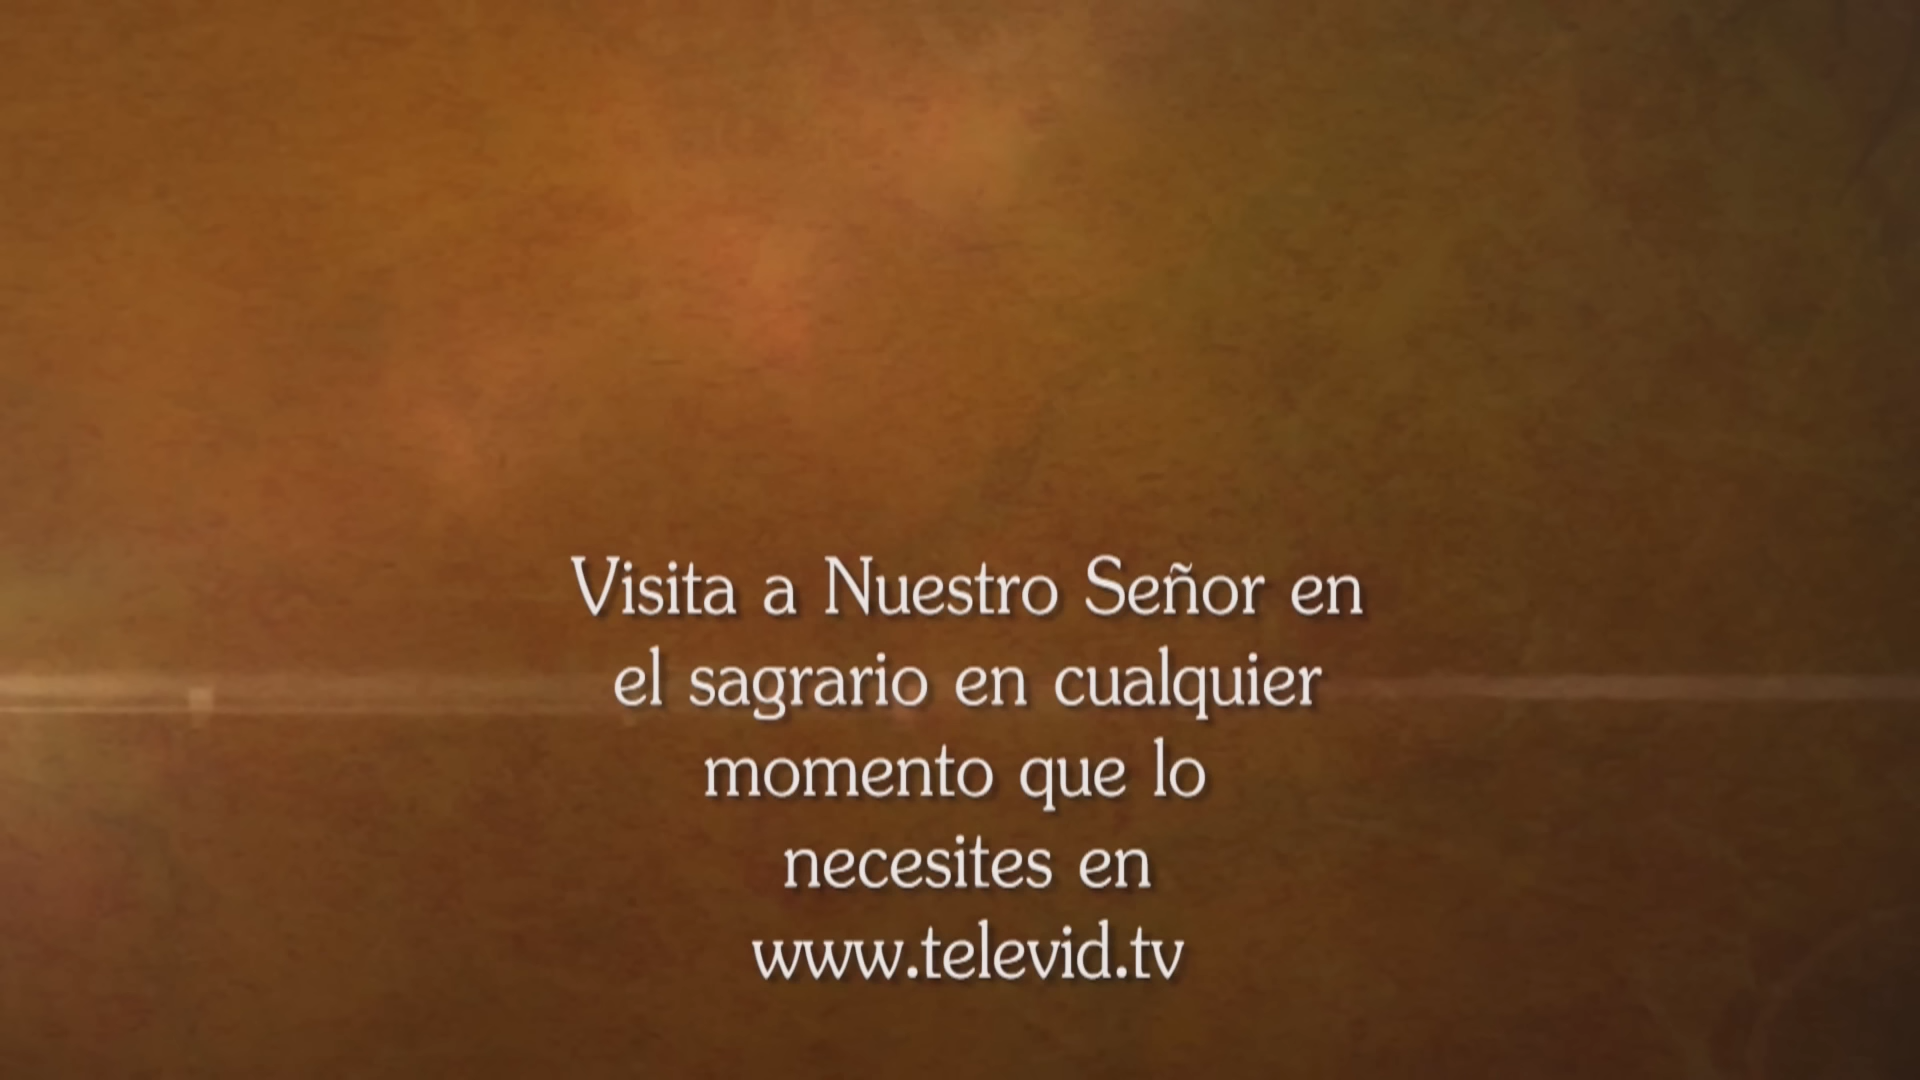 Visita a Nuestro Señor en
el sagrario en cualquier
momento que lo
necesites en
www.televid.tv